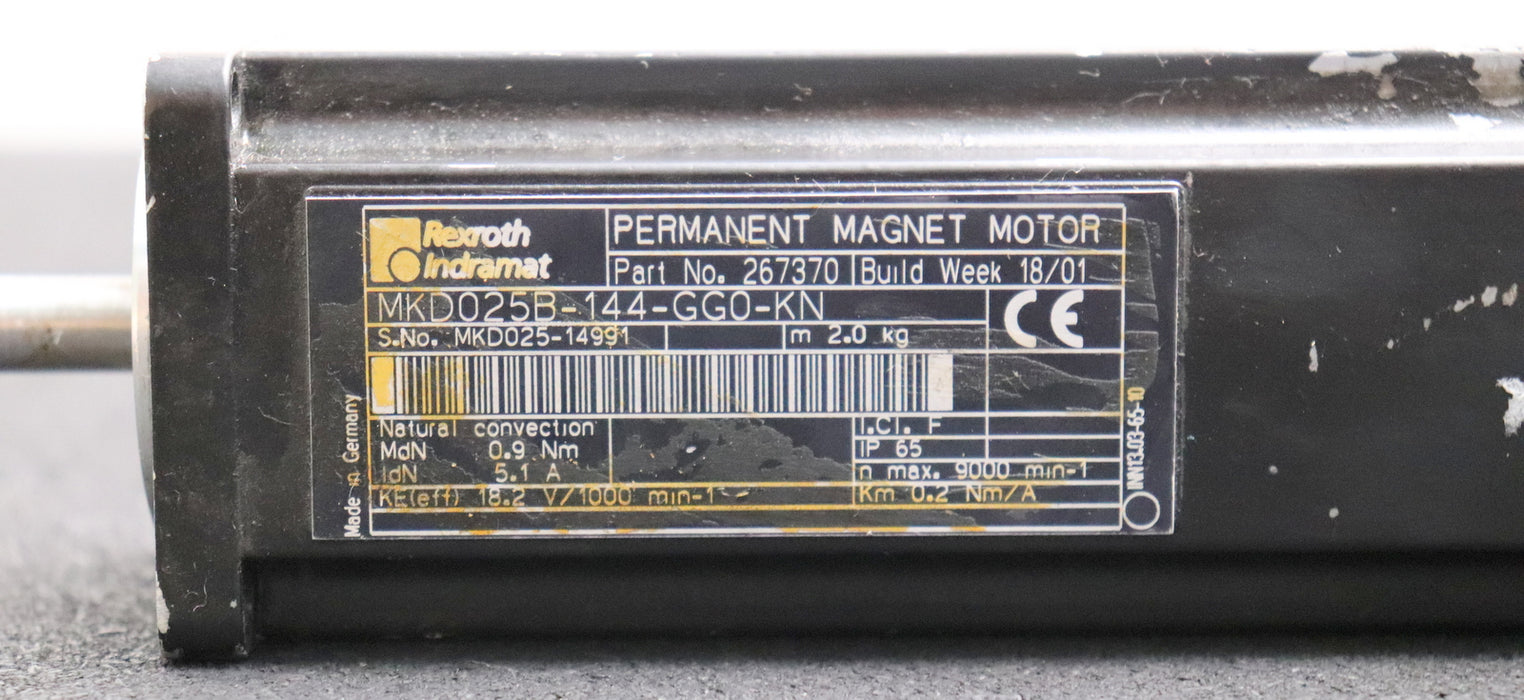 Rexroth
Indramat
PERMANENT MAGNET MOTOR
Part No. 267370 Build Week 18/01
MKD025B-144-GG0-KN
CE
S.No. MKD025-14991 m 2.0 kg
Natural convection I.Cl. F
MdN 0.9 Nm IP 65
IdN 5.1 A n max. 9000 min-1
KE(eff) 18.2 V/1000 min-1 Km 0.2 Nm/A
Made in Germany
INN13.03-65-10